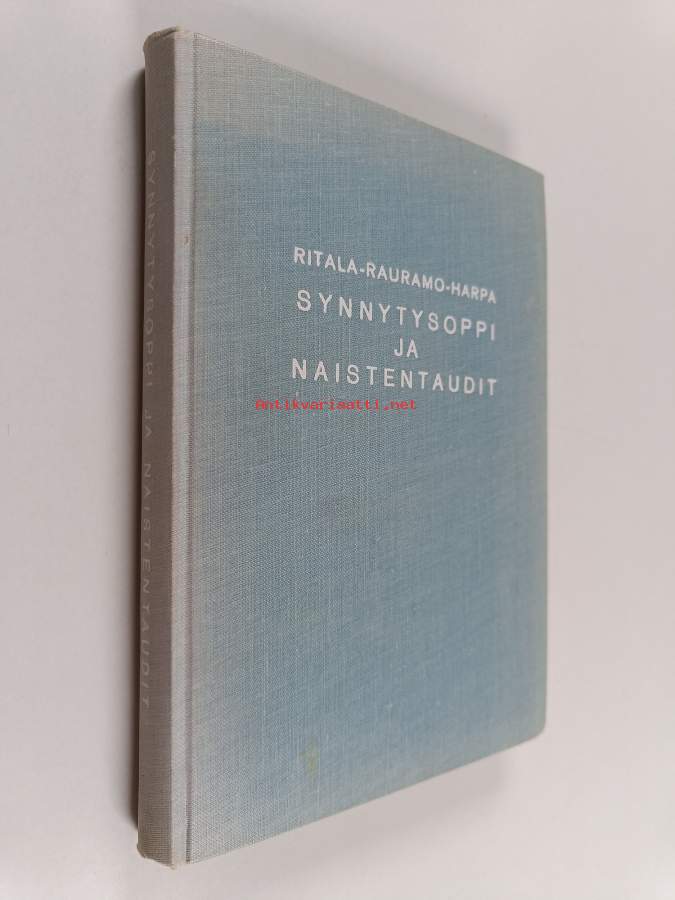 RITALA-RAURAMO-HARPA
SYNNYTYSOPPI
JA
NAISTENTAUDIT
Antikvariaatti.net
SYNNYTYSOPPI JA NAISTENTAUDIT